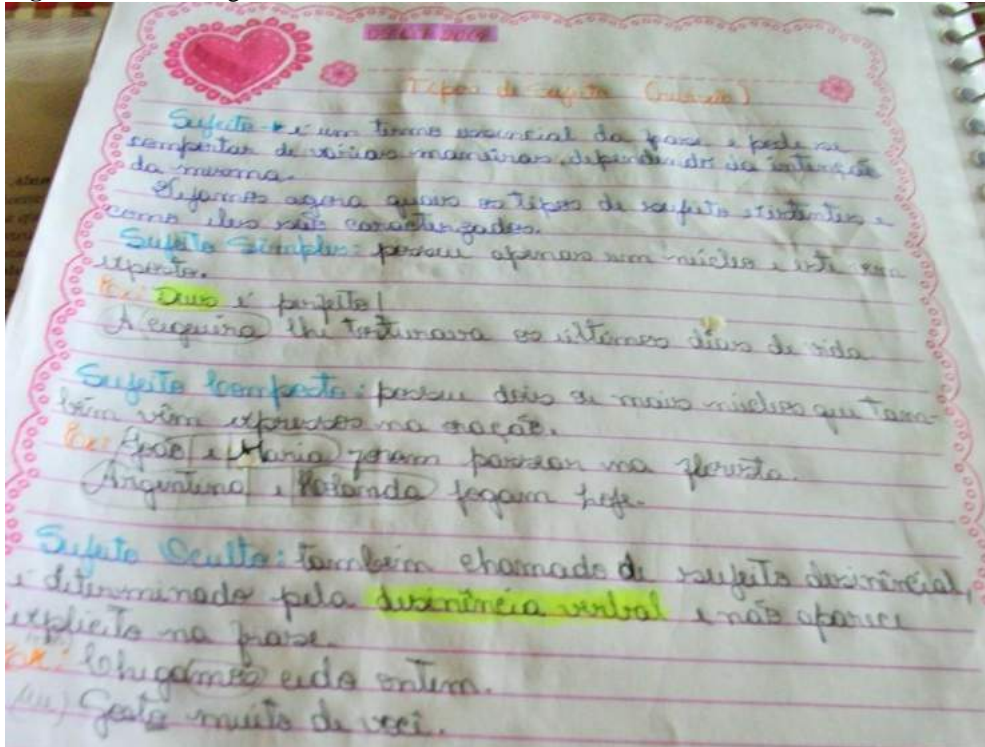 Tipos de sujeito (revisão)
Sujeito → é um termo essencial da frase e pode se
comportar de várias maneiras, dependendo da intenção
da mesma.
Vejamos agora quais os tipos de sujeito existentes e
como eles são caracterizados.
Sujeito Simples: possui apenas um núcleo e este vem
exposto.
Ex: Deus é perfeito!
A cegueira lhe torturava os últimos dias de vida
Sujeito Composto: possui dois ou mais núcleos que tam-
bém vêm expressos na oração.
Ex: João e Maria foram passear na floresta.
Argentina e Holanda jogam hoje.
Sujeito Oculto: também chamado de sujeito desinencial,
é determinado pela desinência verbal e não aparece
explicito na frase.
Ex: Chegamos cedo ontem.
(eu) Gosto muito de você.